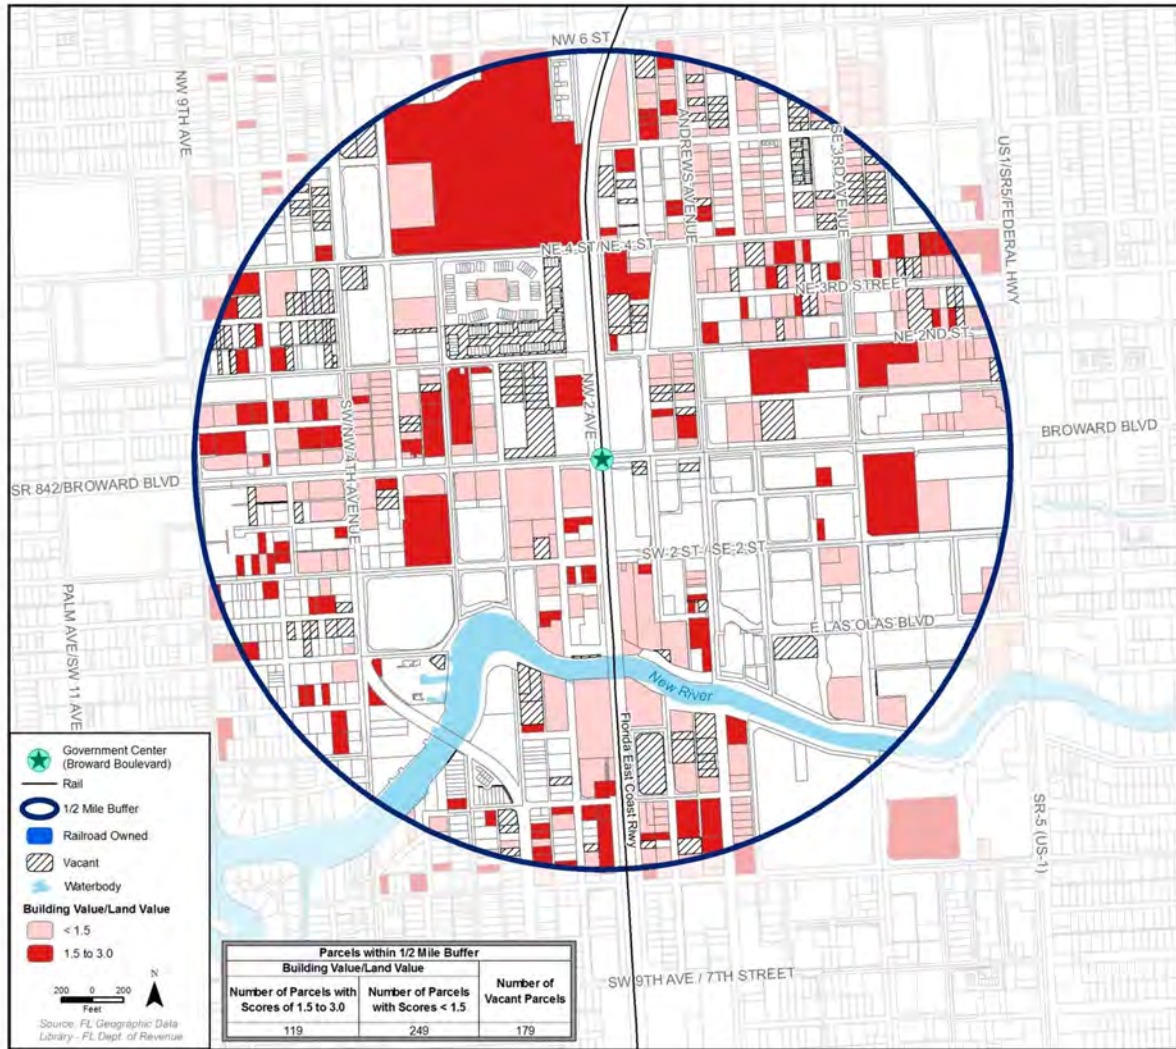 NW 6 ST
NW 9TH AVE
ANDREWS AVENUE
SE 3RD AVENUE
US1/SR5/FEDERAL HWY
NE 4 ST/NE 4 ST
NE 3RD STREET
NE 2ND ST
NW 2 AVE
SW/NW 4TH AVENUE
BROWARD BLVD
SR 842/BROWARD BLVD
SW 2 ST / SE 2 ST
PALM AVE/SW 11 AVE
E LAS OLAS BLVD
New River
Florida East Coast Rlwy
SR-5 (US-1)
SW 9TH AVE / 7TH STREET
Government Center
(Broward Boulevard)
Rail
1/2 Mile Buffer
Railroad Owned
Vacant
Waterbody
Building Value/Land Value
< 1.5
1.5 to 3.0
N
200 0 200
Feet
Source: FL Geographic Data
Library - FL Dept. of Revenue
Parcels within 1/2 Mile Buffer
Building Value/Land Value
Number of Parcels with
Scores of 1.5 to 3.0
Number of Parcels
with Scores < 1.5
Number of
Vacant Parcels
119 249 179